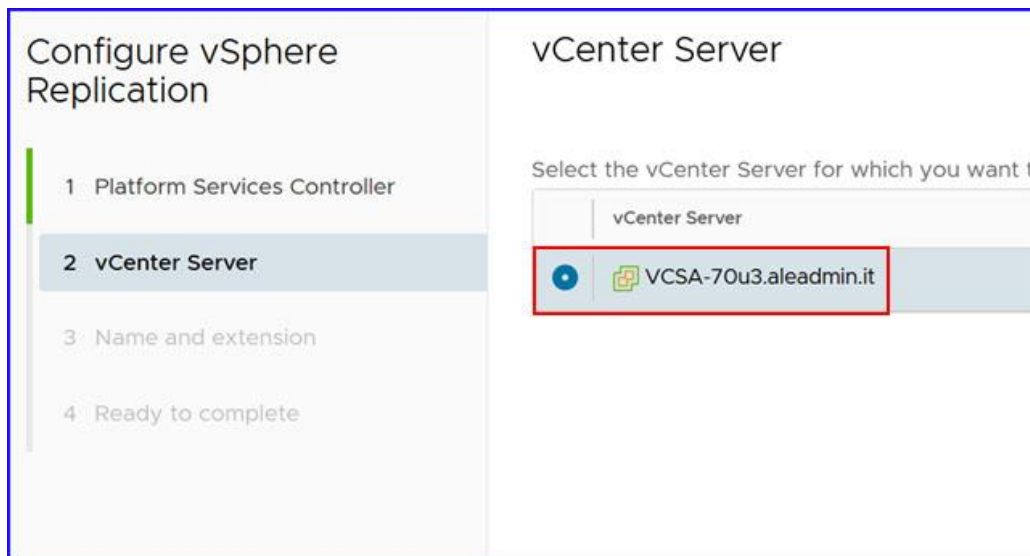 Configure vSphere
Replication
1 Platform Services Controller
2 vCenter Server
3 Name and extension
4 Ready to complete
vCenter Server
Select the vCenter Server for which you want
vCenter Server
VCSA-70u3.aleadmin.it